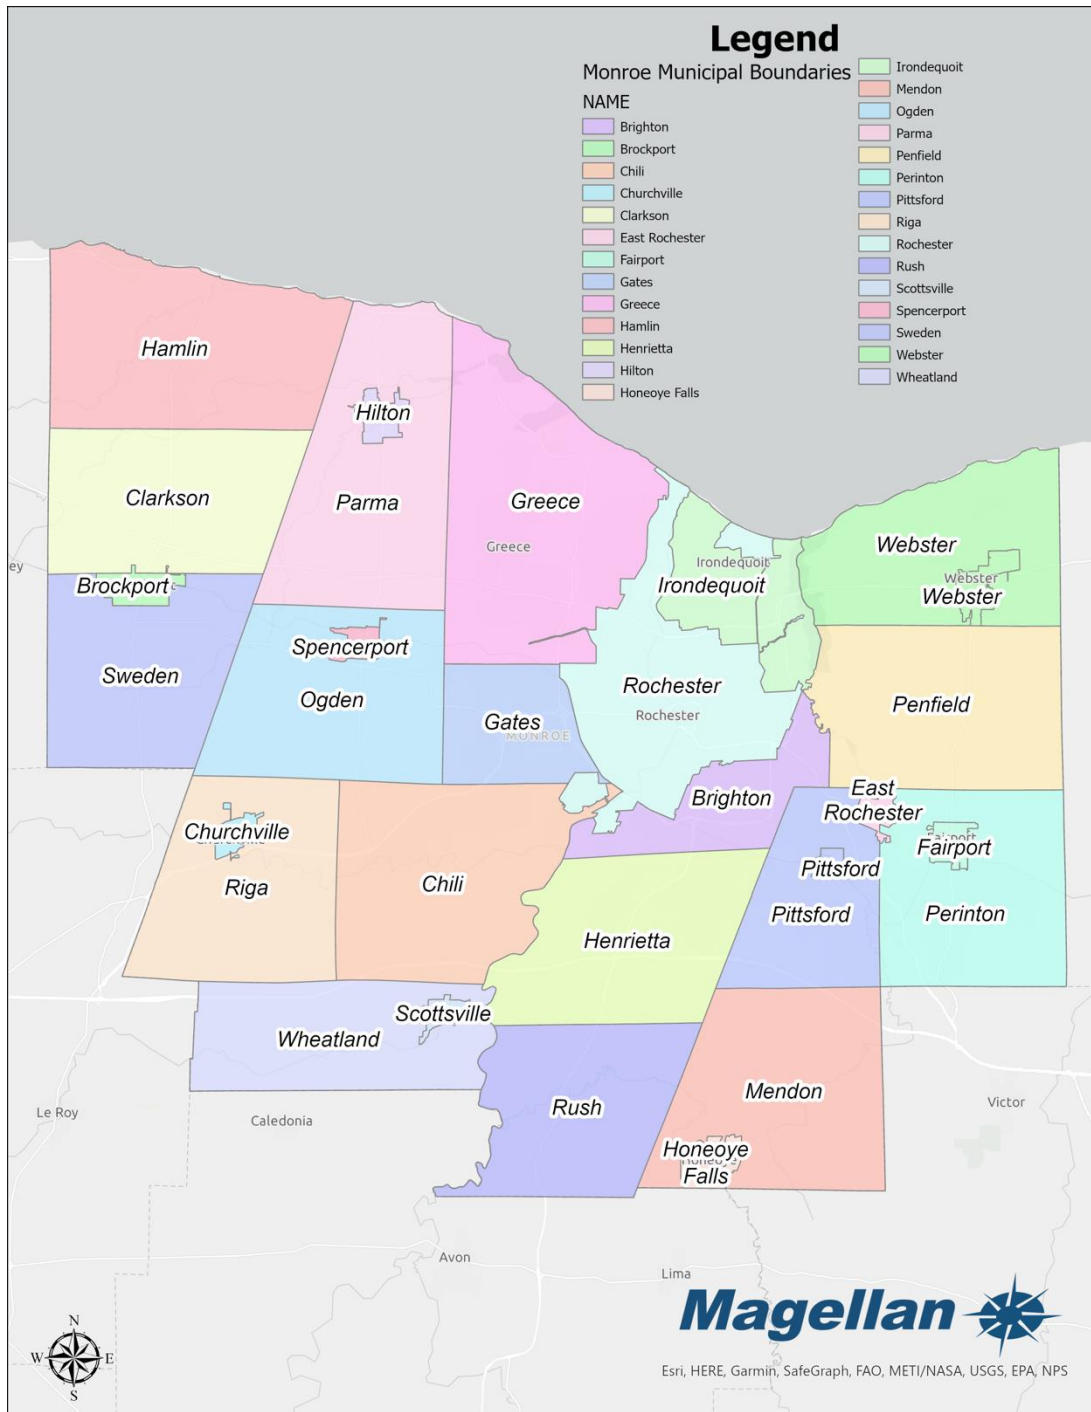 Legend
Monroe Municipal Boundaries
NAME
Brighton
Brockport
Chili
Churchville
Clarkson
East Rochester
Fairport
Gates
Greece
Hamlin
Henrietta
Hilton
Honeoye Falls
Irondequoit
Mendon
Ogden
Parma
Penfield
Perinton
Pittsford
Riga
Rochester
Rush
Scottsville
Spencerport
Sweden
Webster
Wheatland
Hamlin
Hilton
Clarkson
Parma
Greece
Greece
ey
Brockport
Irondequoit
Irondequoit
Webster
Webster
Webster
Spencerport
Sweden
Ogden
Rochester
Rochester
Penfield
Gates
MONROE
Brighton
East
Rochester
Churchville
Fairport
Fairport
Riga
Chili
Pittsford
Pittsford
Perinton
Henrietta
Scottsville
Wheatland
Le Roy
Caledonia
Rush
Mendon
Victor
Honeoye
Honeoye
Falls
Avon
Lima
Magellan
N
W E
S
Esri, HERE, Garmin, SafeGraph, FAO, METI/NASA, USGS, EPA, NPS